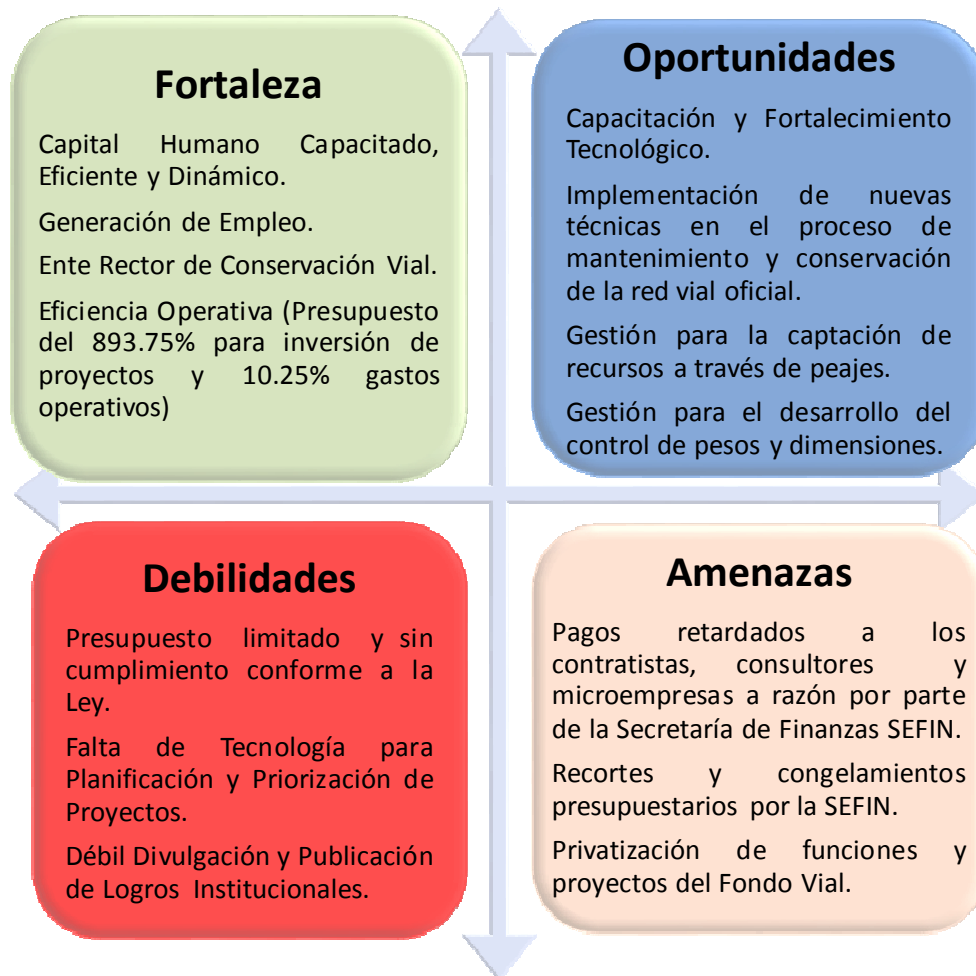 Fortaleza
Capital Humano Capacitado,
Eficiente y Dinámico.
Generación de Empleo.
Ente Rector de Conservación Vial.
Eficiencia Operativa (Presupuesto
del 893.75% para inversión de
proyectos y 10.25% gastos
operativos)
Oportunidades
Capacitación y Fortalecimiento
Tecnológico.
Implementación de nuevas
técnicas en el proceso de
mantenimiento y conservación
de la red vial oficial.
Gestión para la captación de
recursos a través de peajes.
Gestión para el desarrollo del
control de pesos y dimensiones.
Debilidades
Presupuesto limitado y sin
cumplimiento conforme a la
Ley.
Falta de Tecnología para
Planificación y Priorización de
Proyectos.
Débil Divulgación y Publicación
de Logros Institucionales.
Amenazas
Pagos retardados a los
contratistas, consultores y
microempresas a razón por parte
de la Secretaría de Finanzas SEFIN.
Recortes y congelamientos
presupuestarios por la SEFIN.
Privatización de funciones y
proyectos del Fondo Vial.